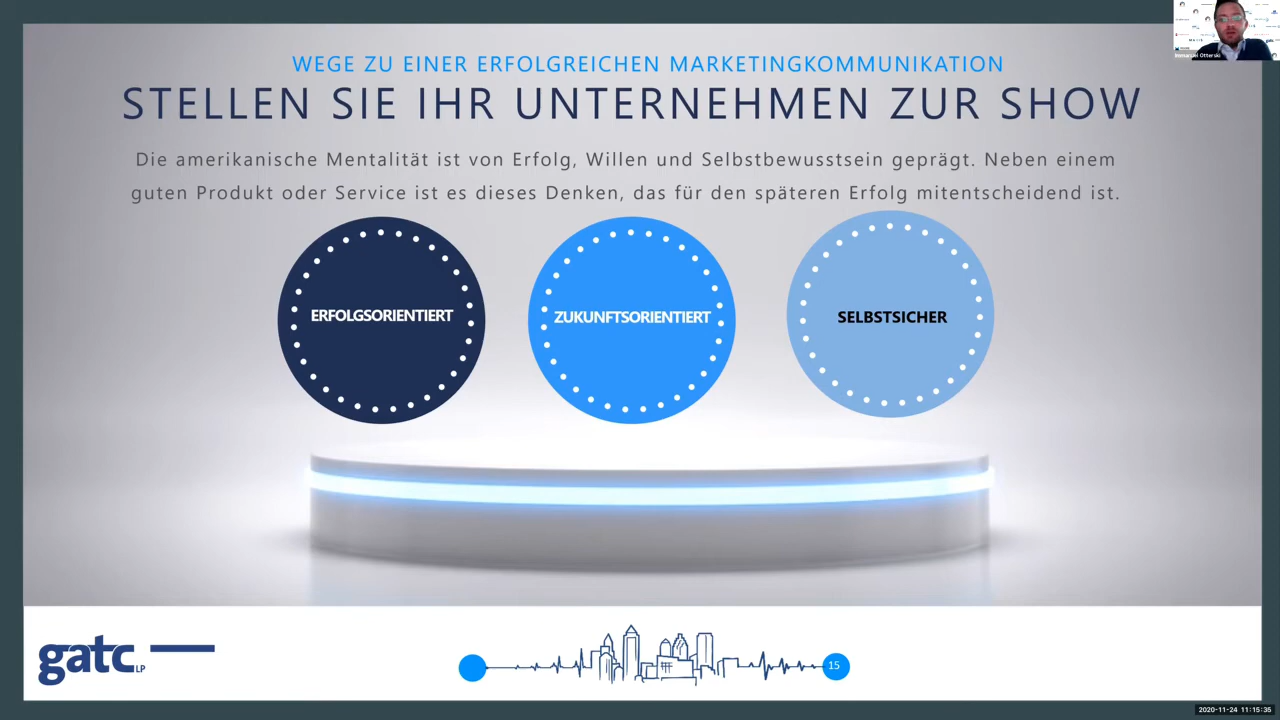 WEGE ZU EINER ERFOLGREICHEN MARKETINGKOMMUNIKATION
STELLEN SIE IHR UNTERNEHMEN ZUR SHOW
Die amerikanische Mentalität ist von Erfolg, Willen und Selbstbewusstsein geprägt. Neben einem
guten Produkt oder Service ist es dieses Denken, das für den späteren Erfolg mitentscheidend ist.
ERFOLGSORIENTIERT
ZUKUNFTSORIENTIERT
SELBSTSICHER
gatc LP
15
2020-11-24 11:15:35